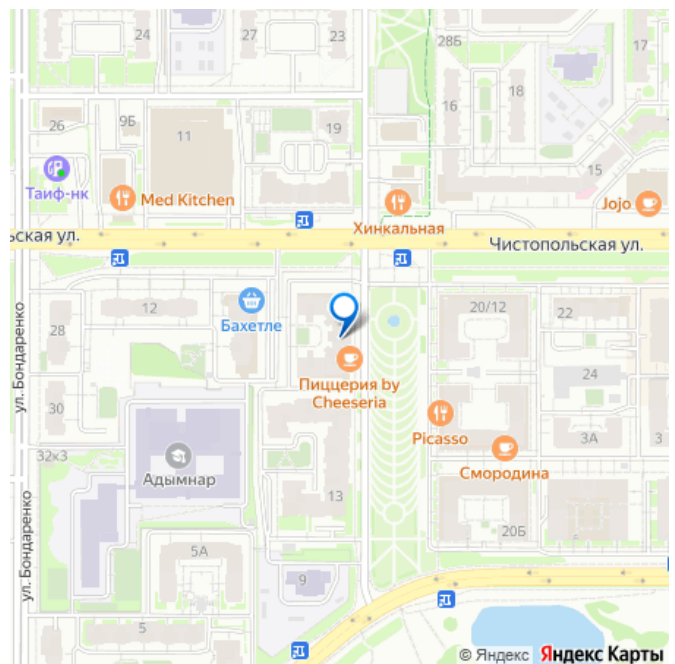 24
27
23
28Б
17
26
9Б
11
19
16
18
15
Таиф-нк
Med Kitchen
Хинкальная
Jojo
ьская ул.
Чистопольская ул.
ул. Бондаренко
28
12
Бахетле
20/12
22
24
Пиццерия by
Cheeseria
30
Picasso
3А
3
32к3
Адымнар
Смородина
13
20Б
ул. Бондаренко
5А
9
5
© Яндекс Яндекс Карты